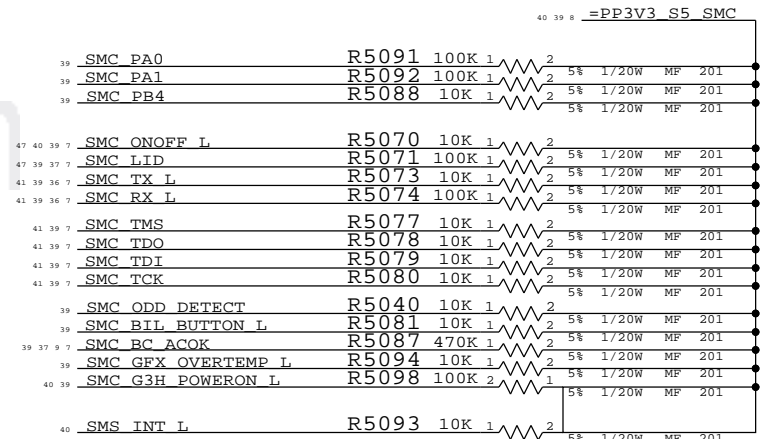 40 39 8 =PP3V3_S5_SMC
39 SMC_PA0 R5091 100K 1 2
5% 1/20W MF 201
39 SMC_PA1 R5092 100K 1 2
5% 1/20W MF 201
39 SMC_PB4 R5088 10K 1 2
5% 1/20W MF 201
47 40 39 7 SMC_ONOFF_L R5070 10K 1 2
5% 1/20W MF 201
47 39 37 7 SMC_LID R5071 100K 1 2
5% 1/20W MF 201
41 39 36 7 SMC_TX_L R5073 10K 1 2
5% 1/20W MF 201
41 39 36 7 SMC_RX_L R5074 100K 1 2
5% 1/20W MF 201
41 39 7 SMC_TMS R5077 10K 1 2
5% 1/20W MF 201
41 39 7 SMC_TDO R5078 10K 1 2
5% 1/20W MF 201
41 39 7 SMC_TDI R5079 10K 1 2
5% 1/20W MF 201
41 39 7 SMC_TCK R5080 10K 1 2
5% 1/20W MF 201
39 SMC_ODD_DETECT R5040 10K 1 2
5% 1/20W MF 201
39 SMC_BIL_BUTTON_L R5081 10K 1 2
5% 1/20W MF 201
39 37 9 7 SMC_BC_ACOK R5087 470K 1 2
5% 1/20W MF 201
39 SMC_GFX_OVERTEMP_L R5094 10K 1 2
5% 1/20W MF 201
40 39 SMC_G3H_POWERON_L R5098 100K 2 1
5% 1/20W MF 201
40 SMS_INT_L R5093 10K 1 2
5% 1/20W MF 201